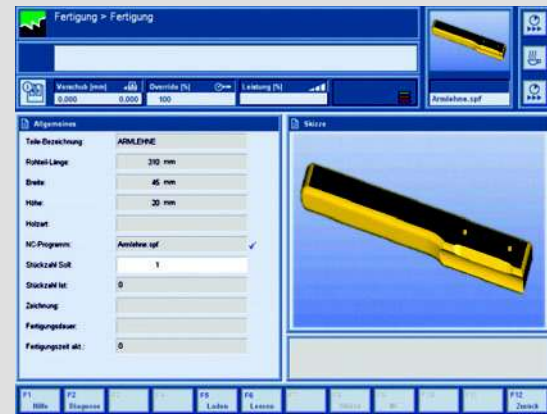 Fertigung > Fertigung
Vorschub [mm]
0.000 0.000
Override [%]
100
Leistung [%]
Armlehne.spf
Allgemeines
Teile-Bezeichnung: ARMLEHNE
Rohteil-Länge: 310 mm
Breite: 45 mm
Höhe: 20 mm
Holzart:
NC-Programm: Armlehne.spf
Stückzahl Soll: 1
Stückzahl Ist: 0
Zeichnung:
Fertigungsdauer:
Fertigungszeit akt.: 0
Skizze
F1 Hilfe
F2 Diagnose
F5 Laden
F6 Lessen
F12 Zurück